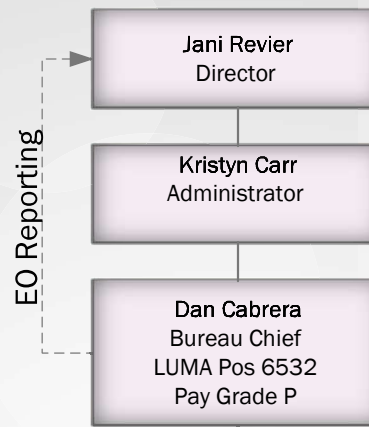 Jani Revier
Director
Kristyn Carr
Administrator
EO Reporting
Dan Cabrera
Bureau Chief
LUMA Pos 6532
Pay Grade P